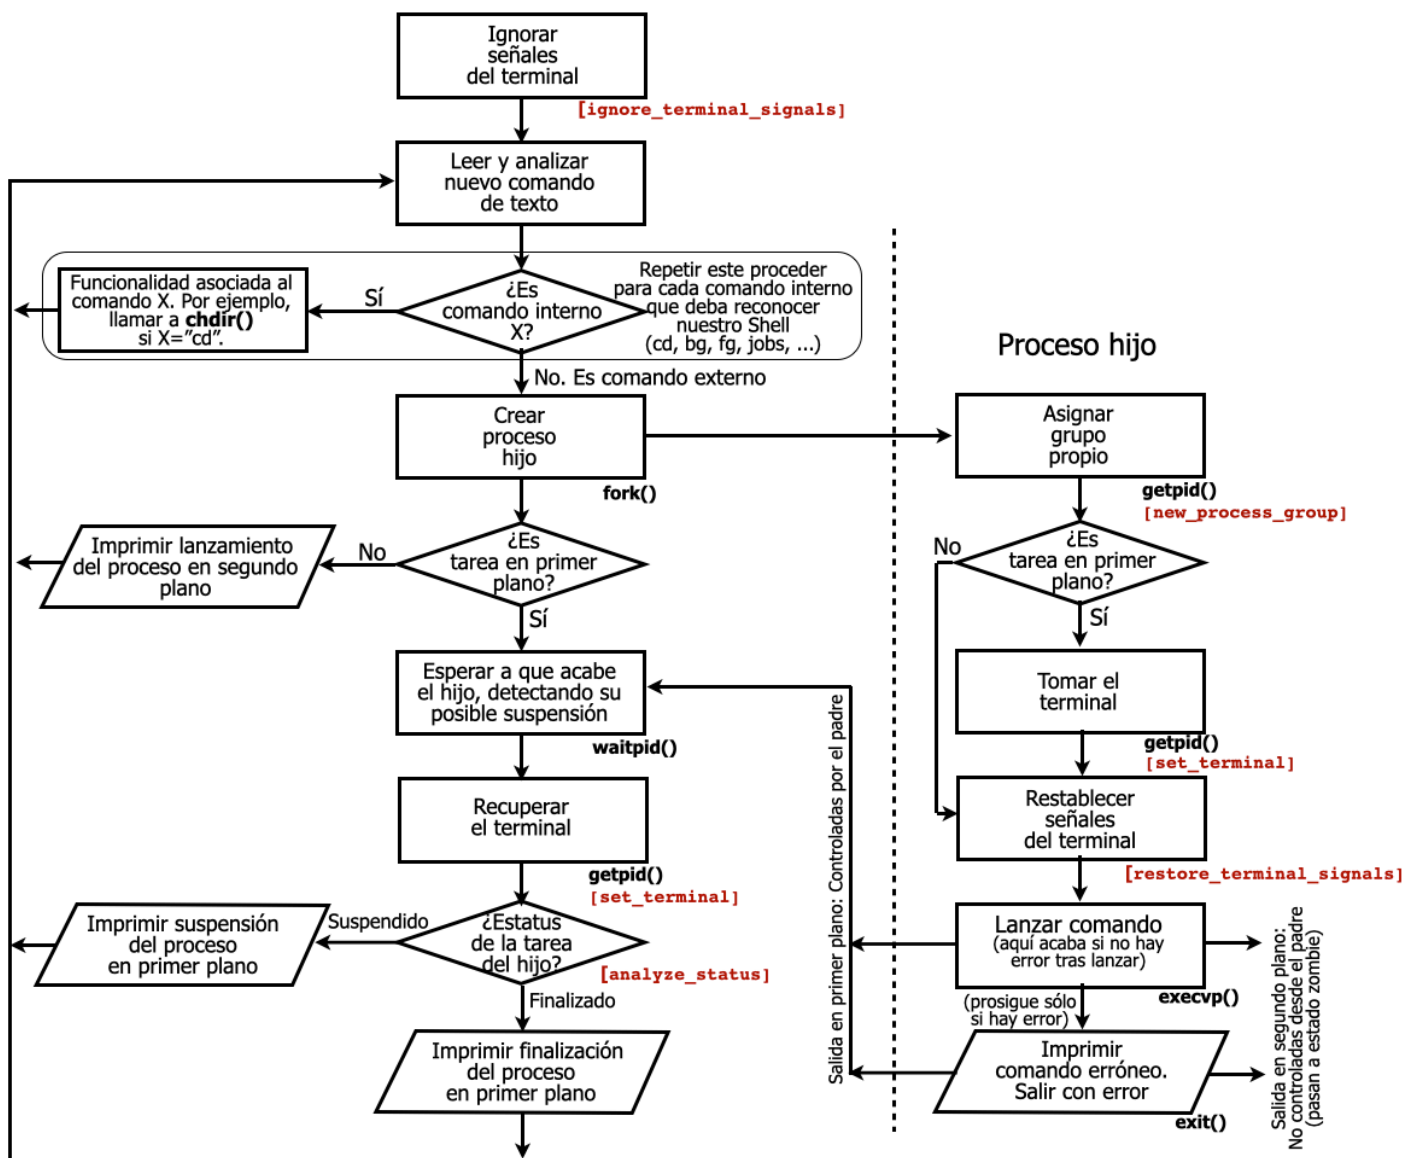 Ignorar
señales
del terminal
[ignore_terminal_signals]
Leer y analizar
nuevo comando
de texto
Funcionalidad asociada al
comando X. Por ejemplo,
llamar a chdir()
si X="cd".
Sí
¿Es
comando interno
X?
Repetir este proceder
para cada comando interno
que deba reconocer
nuestro Shell
(cd, bg, fg, jobs, ...)
No. Es comando externo
Crear
proceso
hijo
fork()
Imprimir lanzamiento
del proceso en segundo
plano
No
¿Es
tarea en primer
plano?
Sí
Esperar a que acabe
el hijo, detectando su
posible suspensión
waitpid()
Recuperar
el terminal
getpid()
[set_terminal]
Imprimir suspensión
del proceso
en primer plano
Suspendido
¿Estatus
de la tarea
del hijo?
[analyze_status]
Finalizado
Imprimir finalización
del proceso
en primer plano
Salida en primer plano: Controladas por el padre
Proceso hijo
Asignar
grupo
propio
getpid()
[new_process_group]
No
¿Es
tarea en primer
plano?
Sí
Tomar el
terminal
getpid()
[set_terminal]
Restablecer
señales
del terminal
[restore_terminal_signals]
Lanzar comando
(aquí acaba si no hay
error tras lanzar)
execvp()
(prosigue sólo
si hay error)
Imprimir
comando erróneo.
Salir con error
exit()
Salida en segundo plano:
No controladas desde el padre
(pasan a estado zombie)